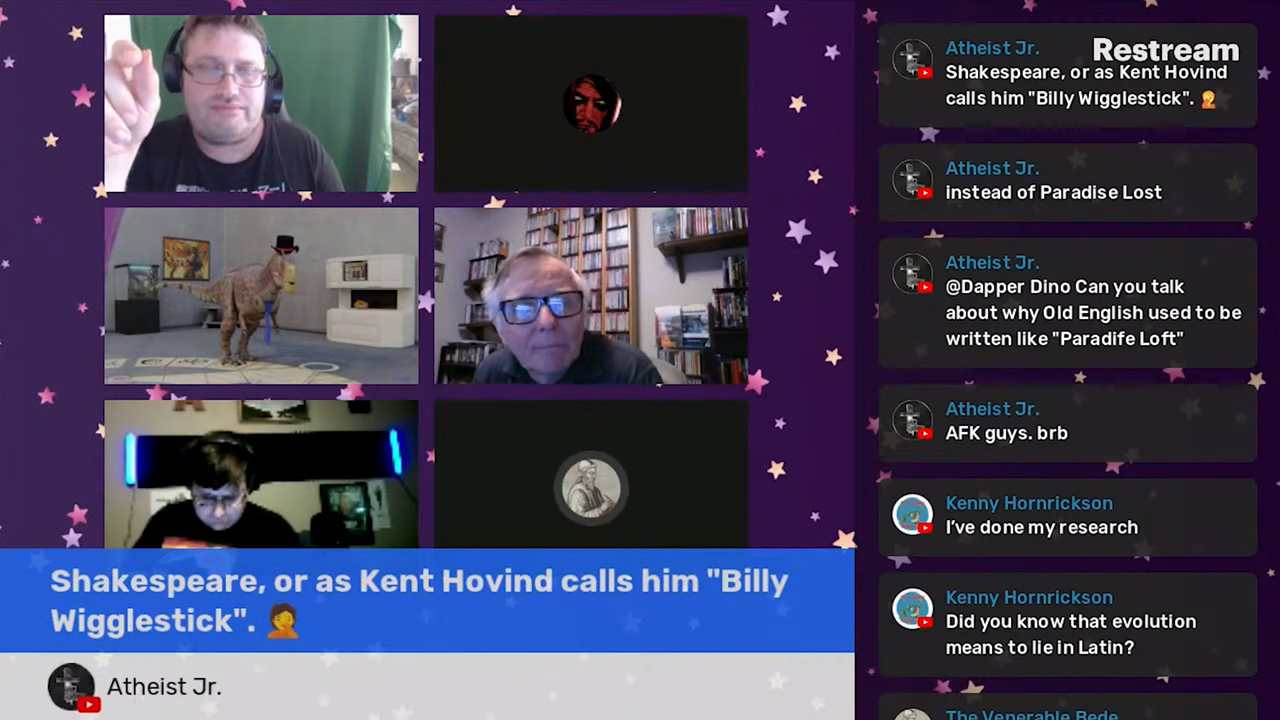 Atheist Jr.
Restream
Shakespeare, or as Kent Hovind
calls him "Billy Wigglestick". 🤦
Atheist Jr.
instead of Paradise Lost
Atheist Jr.
@Dapper Dino Can you talk
about why Old English used to be
written like "Paradife Loft"
Atheist Jr.
AFK guys. brb
Kenny Hornrickson
I've done my research
Kenny Hornrickson
Did you know that evolution
means to lie in Latin?
The Venerable Bede
Shakespeare, or as Kent Hovind calls him "Billy
Wigglestick". 🤦
Atheist Jr.